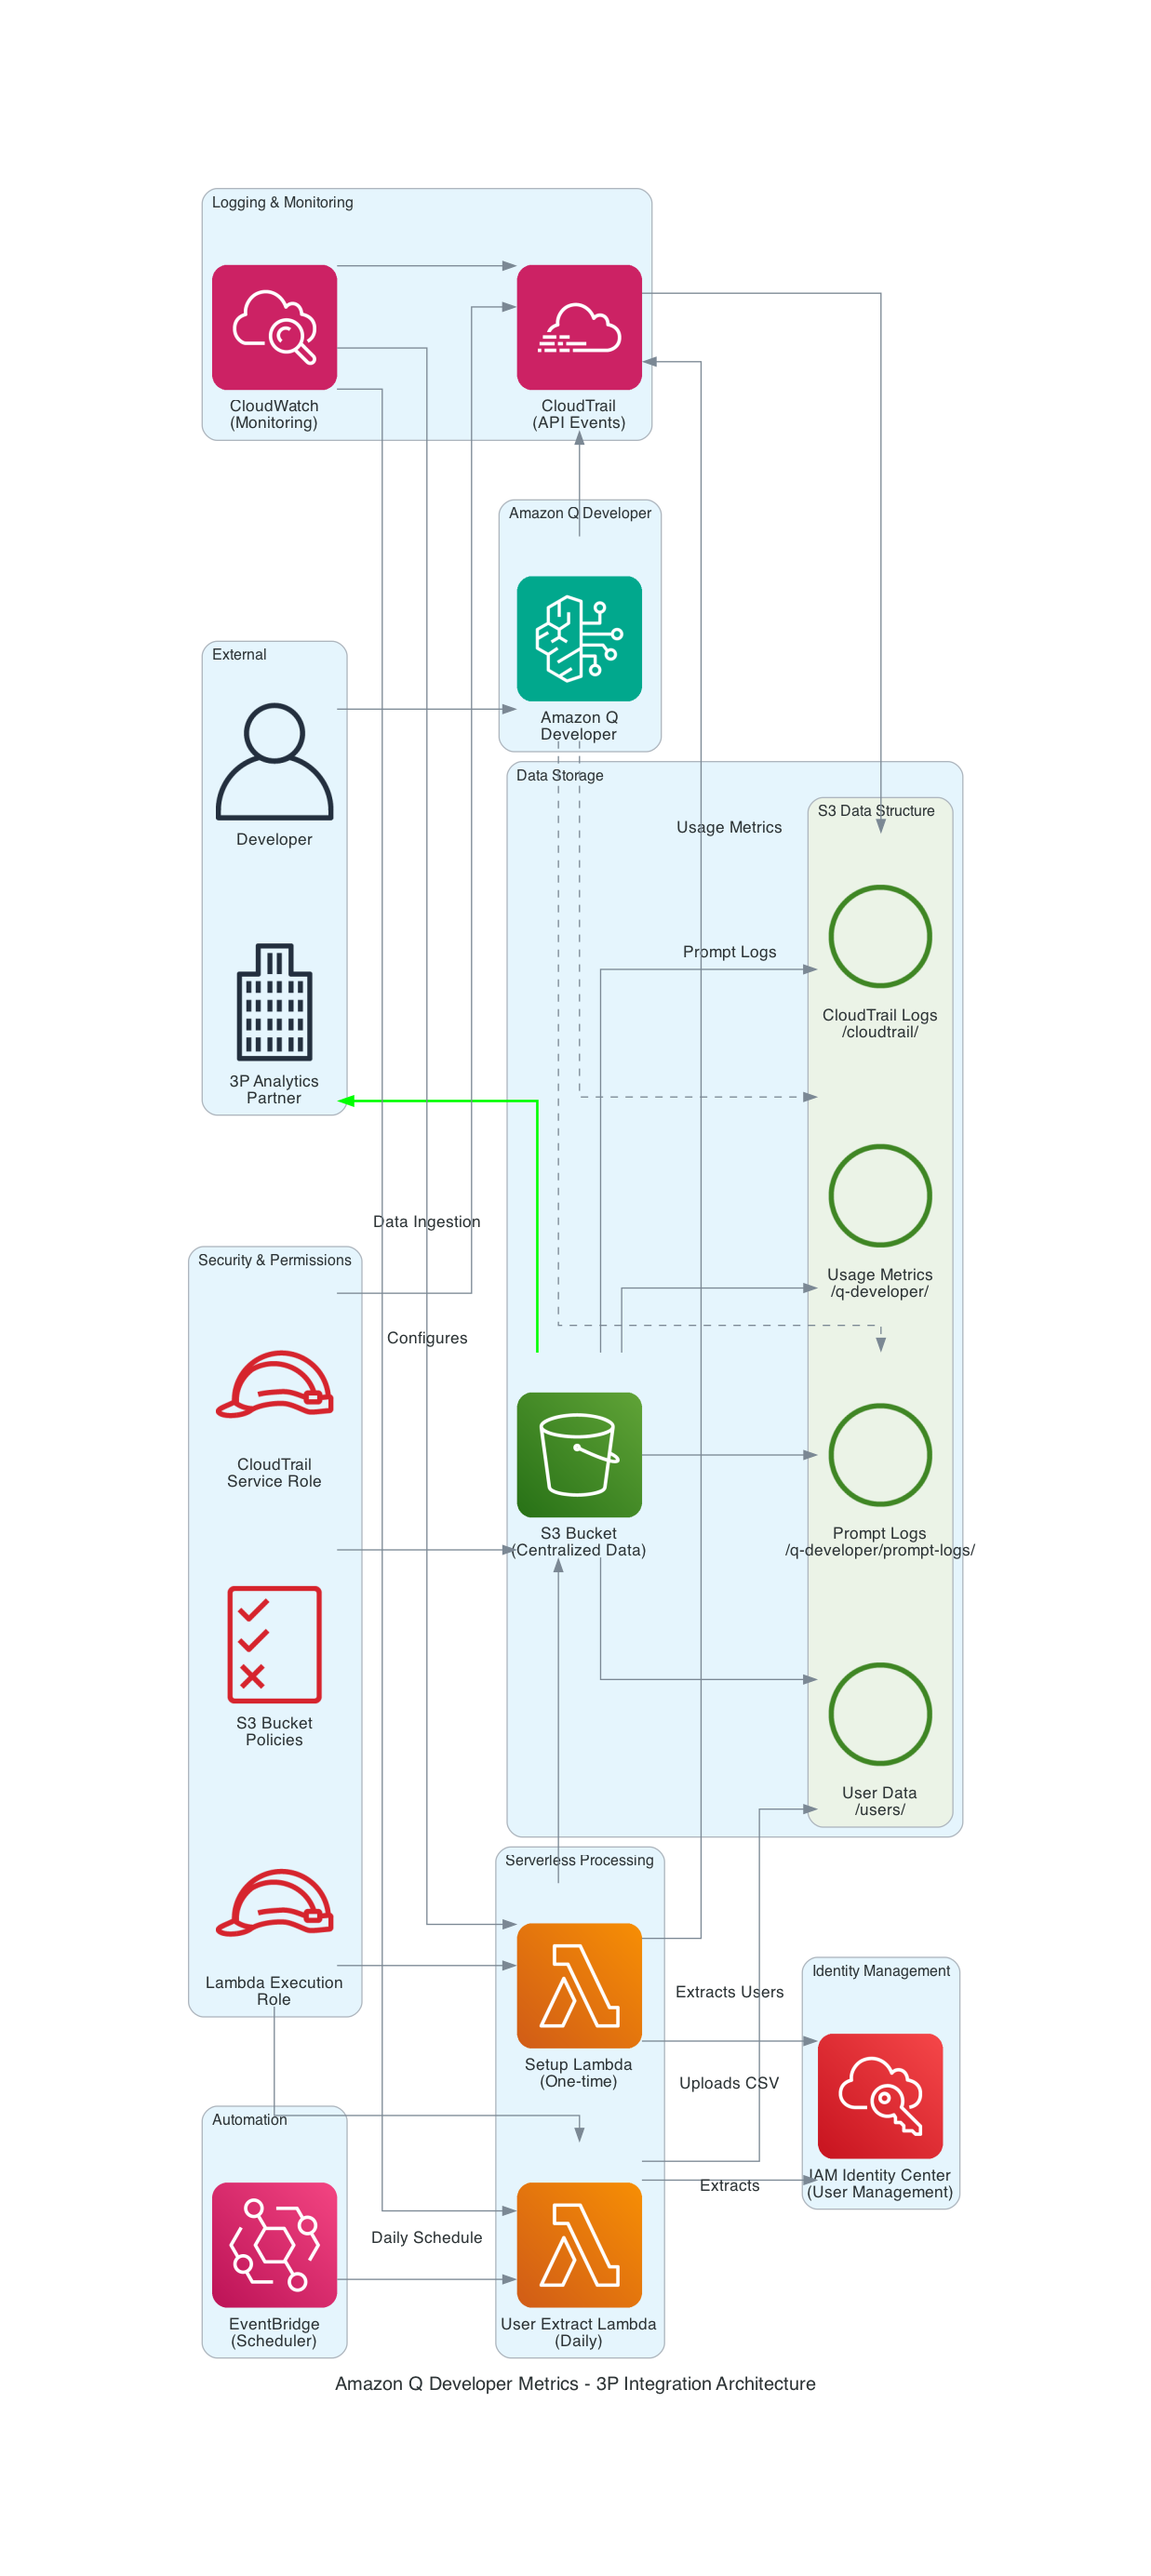 Logging & Monitoring
CloudWatch
(Monitoring)
CloudTrail
(API Events)
Amazon Q Developer
Amazon Q
Developer
External
Developer
3P Analytics
Partner
Data Storage
S3 Data Structure
Usage Metrics
Prompt Logs
CloudTrail Logs
/cloudtrail/
Usage Metrics
/q-developer/
Data Ingestion
Configures
Security & Permissions
CloudTrail
Service Role
S3 Bucket
(Centralized Data)
Prompt Logs
/q-developer/prompt-logs/
S3 Bucket
Policies
User Data
/users/
Serverless Processing
Lambda Execution
Role
Setup Lambda
(One-time)
Extracts Users
Uploads CSV
Extracts
Identity Management
IAM Identity Center
(User Management)
Automation
Daily Schedule
EventBridge
(Scheduler)
User Extract Lambda
(Daily)
Amazon Q Developer Metrics - 3P Integration Architecture